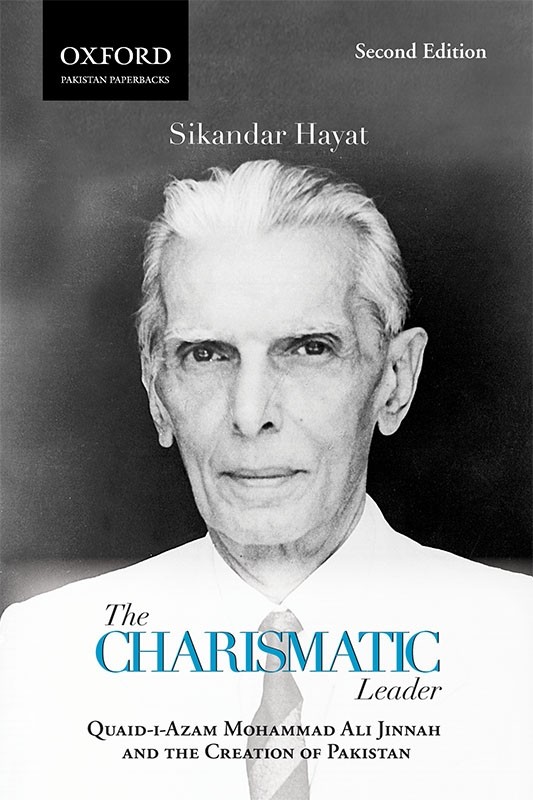 OXFORD
PAKISTAN PAPERBACKS
Second Edition
Sikandar Hayat
The
CHARISMATIC
Leader
QUAID-I-AZAM MOHAMMAD ALI JINNAH
AND THE CREATION OF PAKISTAN